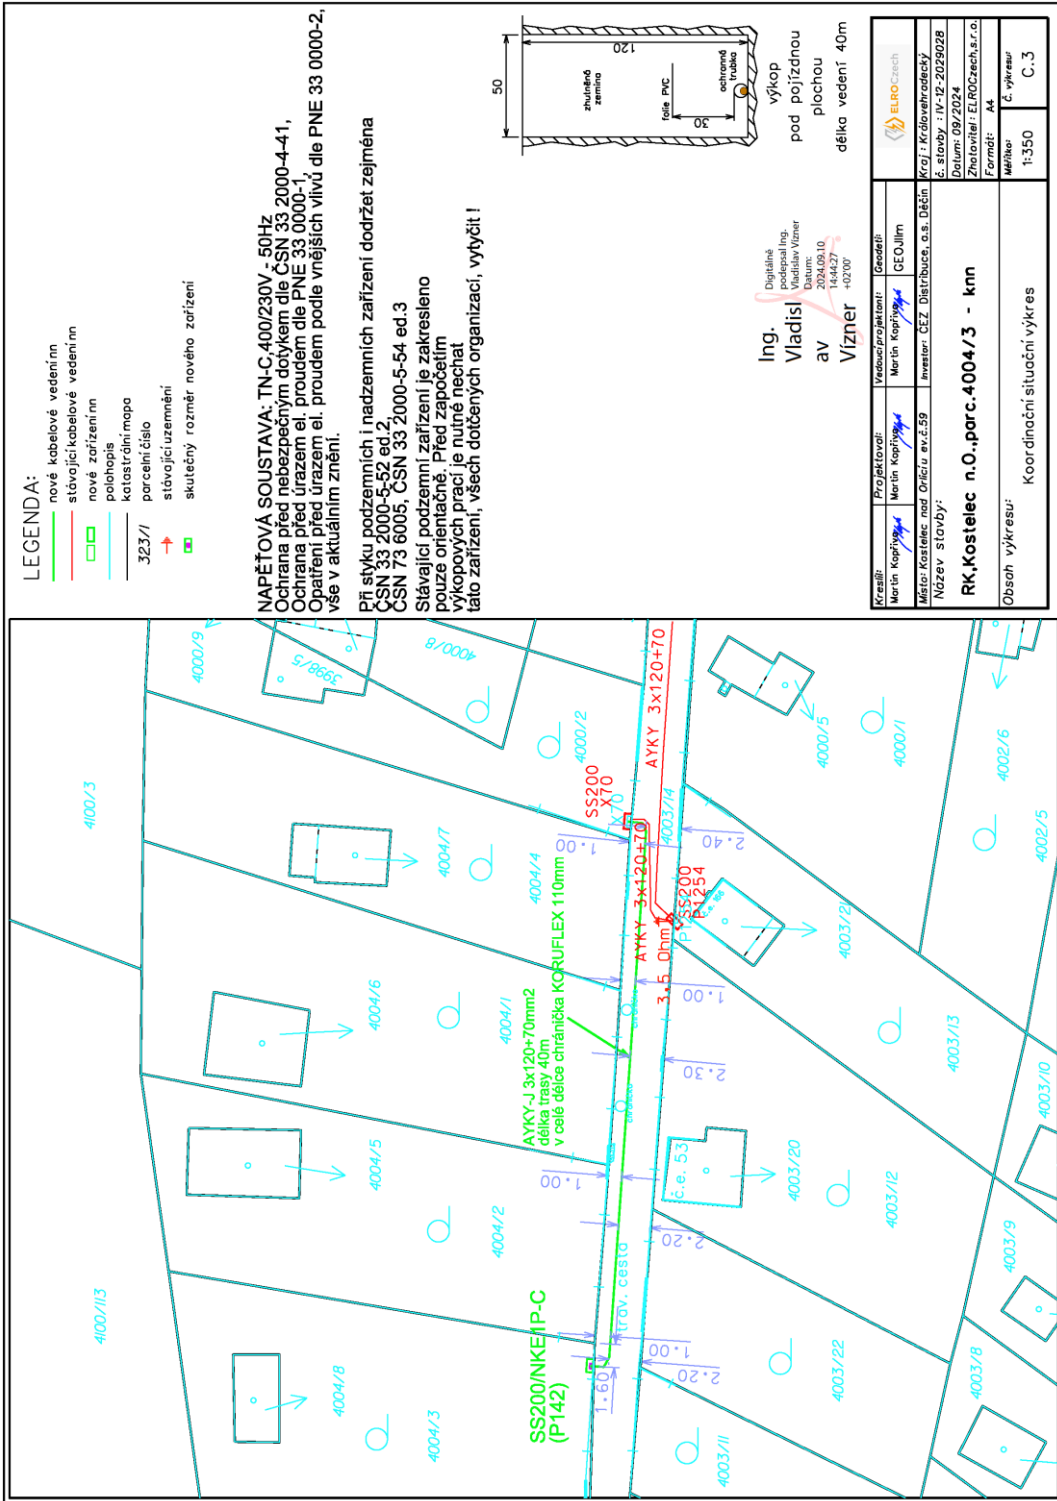 LEGENDA:
nové kabelové vedení nn
stávající kabelové vedení nn
nové zařízení nn
polohopis
katastrální mapa
323/1
parcelní číslo
stávající uzemnění
skutečný rozměr nového zařízení
NAPĚŤOVÁ SOUSTAVA: TN-C,400/230V - 50Hz
Ochrana před nebezpečným dotykem dle ČSN 33 2000-4-41,
Ochrana před úrazem el. proudem dle PNE 33 0000-1,
Opatření před úrazem el. proudem podle vnějších vlivů dle PNE 33 0000-2,
vše v aktuálním znění.
Při styku podzemních i nadzemních zařízení dodržet zejména
ČSN 33 2000-5-52 ed.2,
ČSN 73 6005, ČSN 33 2000-5-54 ed.3
Stávající podzemní zařízení je zakresleno
pouze orientačně. Před započetím
výkopových prací je nutné nechat
tato zařízení, všech dotčených organizací, vytyčit !
50
120
zhutněná
zemina
folie PVC
30
ochranná
trubka
výkop
pod pojízdnou
plochou
délka vedení 40m
Ing.
Vladisl
av
Vízner
Digitálně
podepsal Ing.
Vladislav Vízner
Datum:
2024.09.10
14:44:27
+02'00'
Kreslil:
Martin Kopřiva
Projektoval:
Martin Kopřiva
Vedoucí projektant:
Martin Kopřiva
Geodeti:
GEOJIm
ELROCzech
Místo: Kostelec nad Orlicí u ev.č.59
Investor: ČEZ Distribuce, a.s. Děčín
Kraj : Královehradecký
Název stavby:
č. stavby : IV-12-2029028
Datum: 09/2024
Zhotovitel : ELROCzech,s.r.o.
Formát: A4
RK,Kostelec n.O.,parc.4004/3 - knn
Obsah výkresu:
Koordinační situační výkres
Měřítko:
1:350
č. výkresu:
C.3
4100/3
4100/113
4000/9
3998/5
4000/8
4000/2
4004/7
4004/4
4004/6
4004/1
4004/5
4004/2
4004/8
4004/3
SS200
X70
X70
AYKY 3x120+70
AYKY 3x120+70
4003/14
SS200
P1254
3.5 Ohm
AYKY-J 3x120+70mm2
délka trasy 40m
v celé délce chránička KORUFLEX 110mm
SS200/NKE1P-C
(P142)
1.00
2.40
1.00
2.30
1.00
2.20
1.00
2.20
1.60
trav. cesta
č.e. 53
4000/5
4000/1
4002/6
4002/5
4003/21
4003/13
4003/10
4003/20
4003/12
4003/9
4003/22
4003/8
4003/11